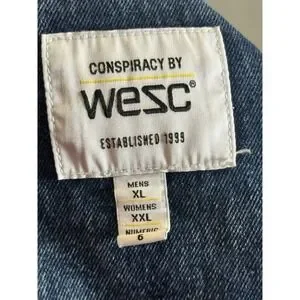 CONSPIRACY BY
wesc®
ESTABLISHED 1999
MENS
XL
WOMENS
XXL
NUMERIC
6